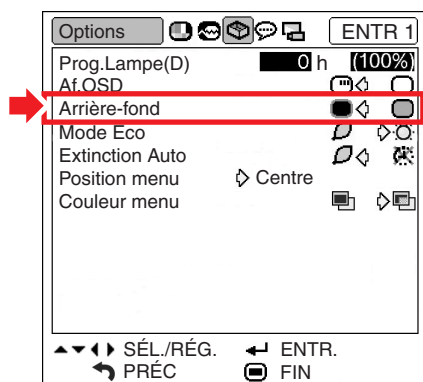 Options ENTR 1
Prog.Lampe(D) 0 h (100%)
Af.OSD
Arrière-fond
Mode Eco
Extinction Auto
Position menu Centre
Couleur menu
SÉL./RÉG. ENTR.
PRÉC FIN